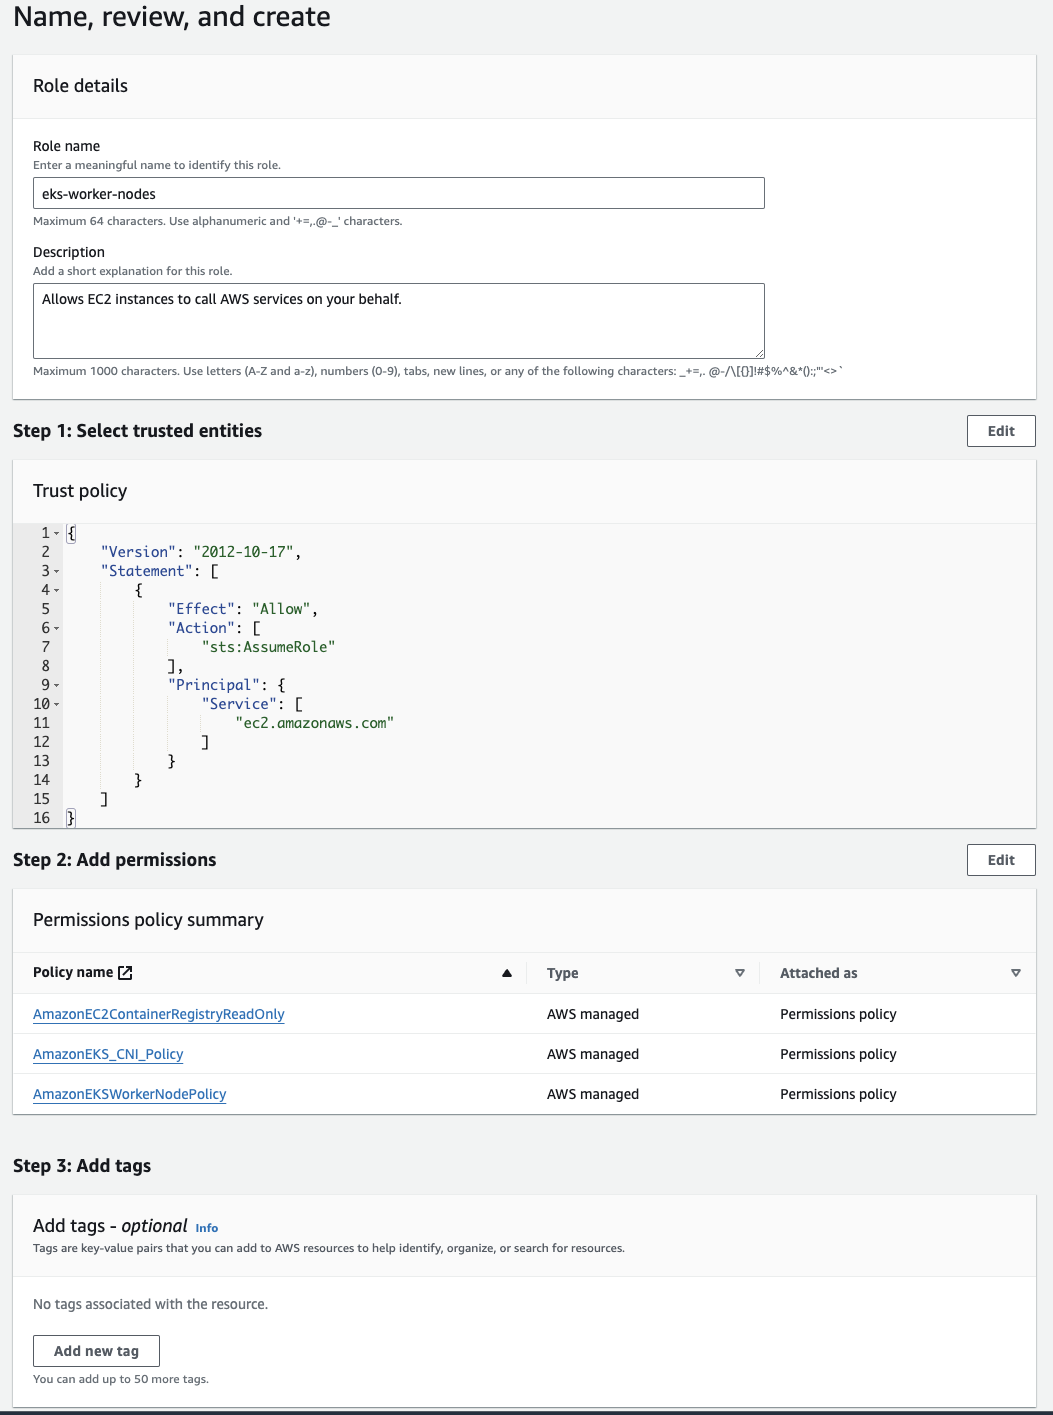 Name, review, and create
Role details
Role name
Enter a meaningful name to identify this role.
eks-worker-nodes
Maximum 64 characters. Use alphanumeric and '+=,.@-_' characters.
Description
Add a short explanation for this role.
Allows EC2 instances to call AWS services on your behalf.
Maximum 1000 characters. Use letters (A-Z and a-z), numbers (0-9), tabs, new lines, or any of the following characters: _+=,. @-/\[{}]!#$%^&*();:"'<>`
Step 1: Select trusted entities
Edit
Trust policy
1 {
2 "Version": "2012-10-17",
3 "Statement": [
4 {
5 "Effect": "Allow",
6 "Action": [
7 "sts:AssumeRole"
8 ],
9 "Principal": {
10 "Service": [
11 "ec2.amazonaws.com"
12 ]
13 }
14 }
15 ]
16 }
Step 2: Add permissions
Edit
Permissions policy summary
Policy name Type Attached as
AmazonEC2ContainerRegistryReadOnly AWS managed Permissions policy
AmazonEKS_CNI_Policy AWS managed Permissions policy
AmazonEKSWorkerNodePolicy AWS managed Permissions policy
Step 3: Add tags
Add tags - optional Info
Tags are key-value pairs that you can add to AWS resources to help identify, organize, or search for resources.
No tags associated with the resource.
Add new tag
You can add up to 50 more tags.